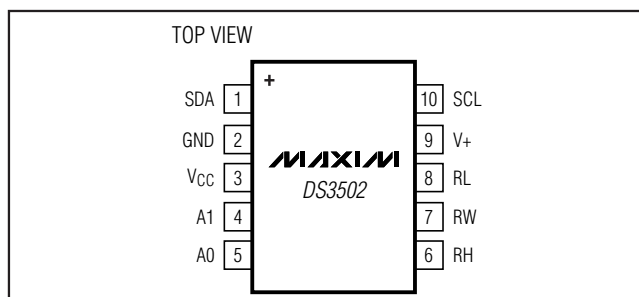 TOP VIEW
+
SDA 1 10 SCL
GND 2 9 V+
MAXIM
VCC 3 8 RL
DS3502
A1 4 7 RW
A0 5 6 RH